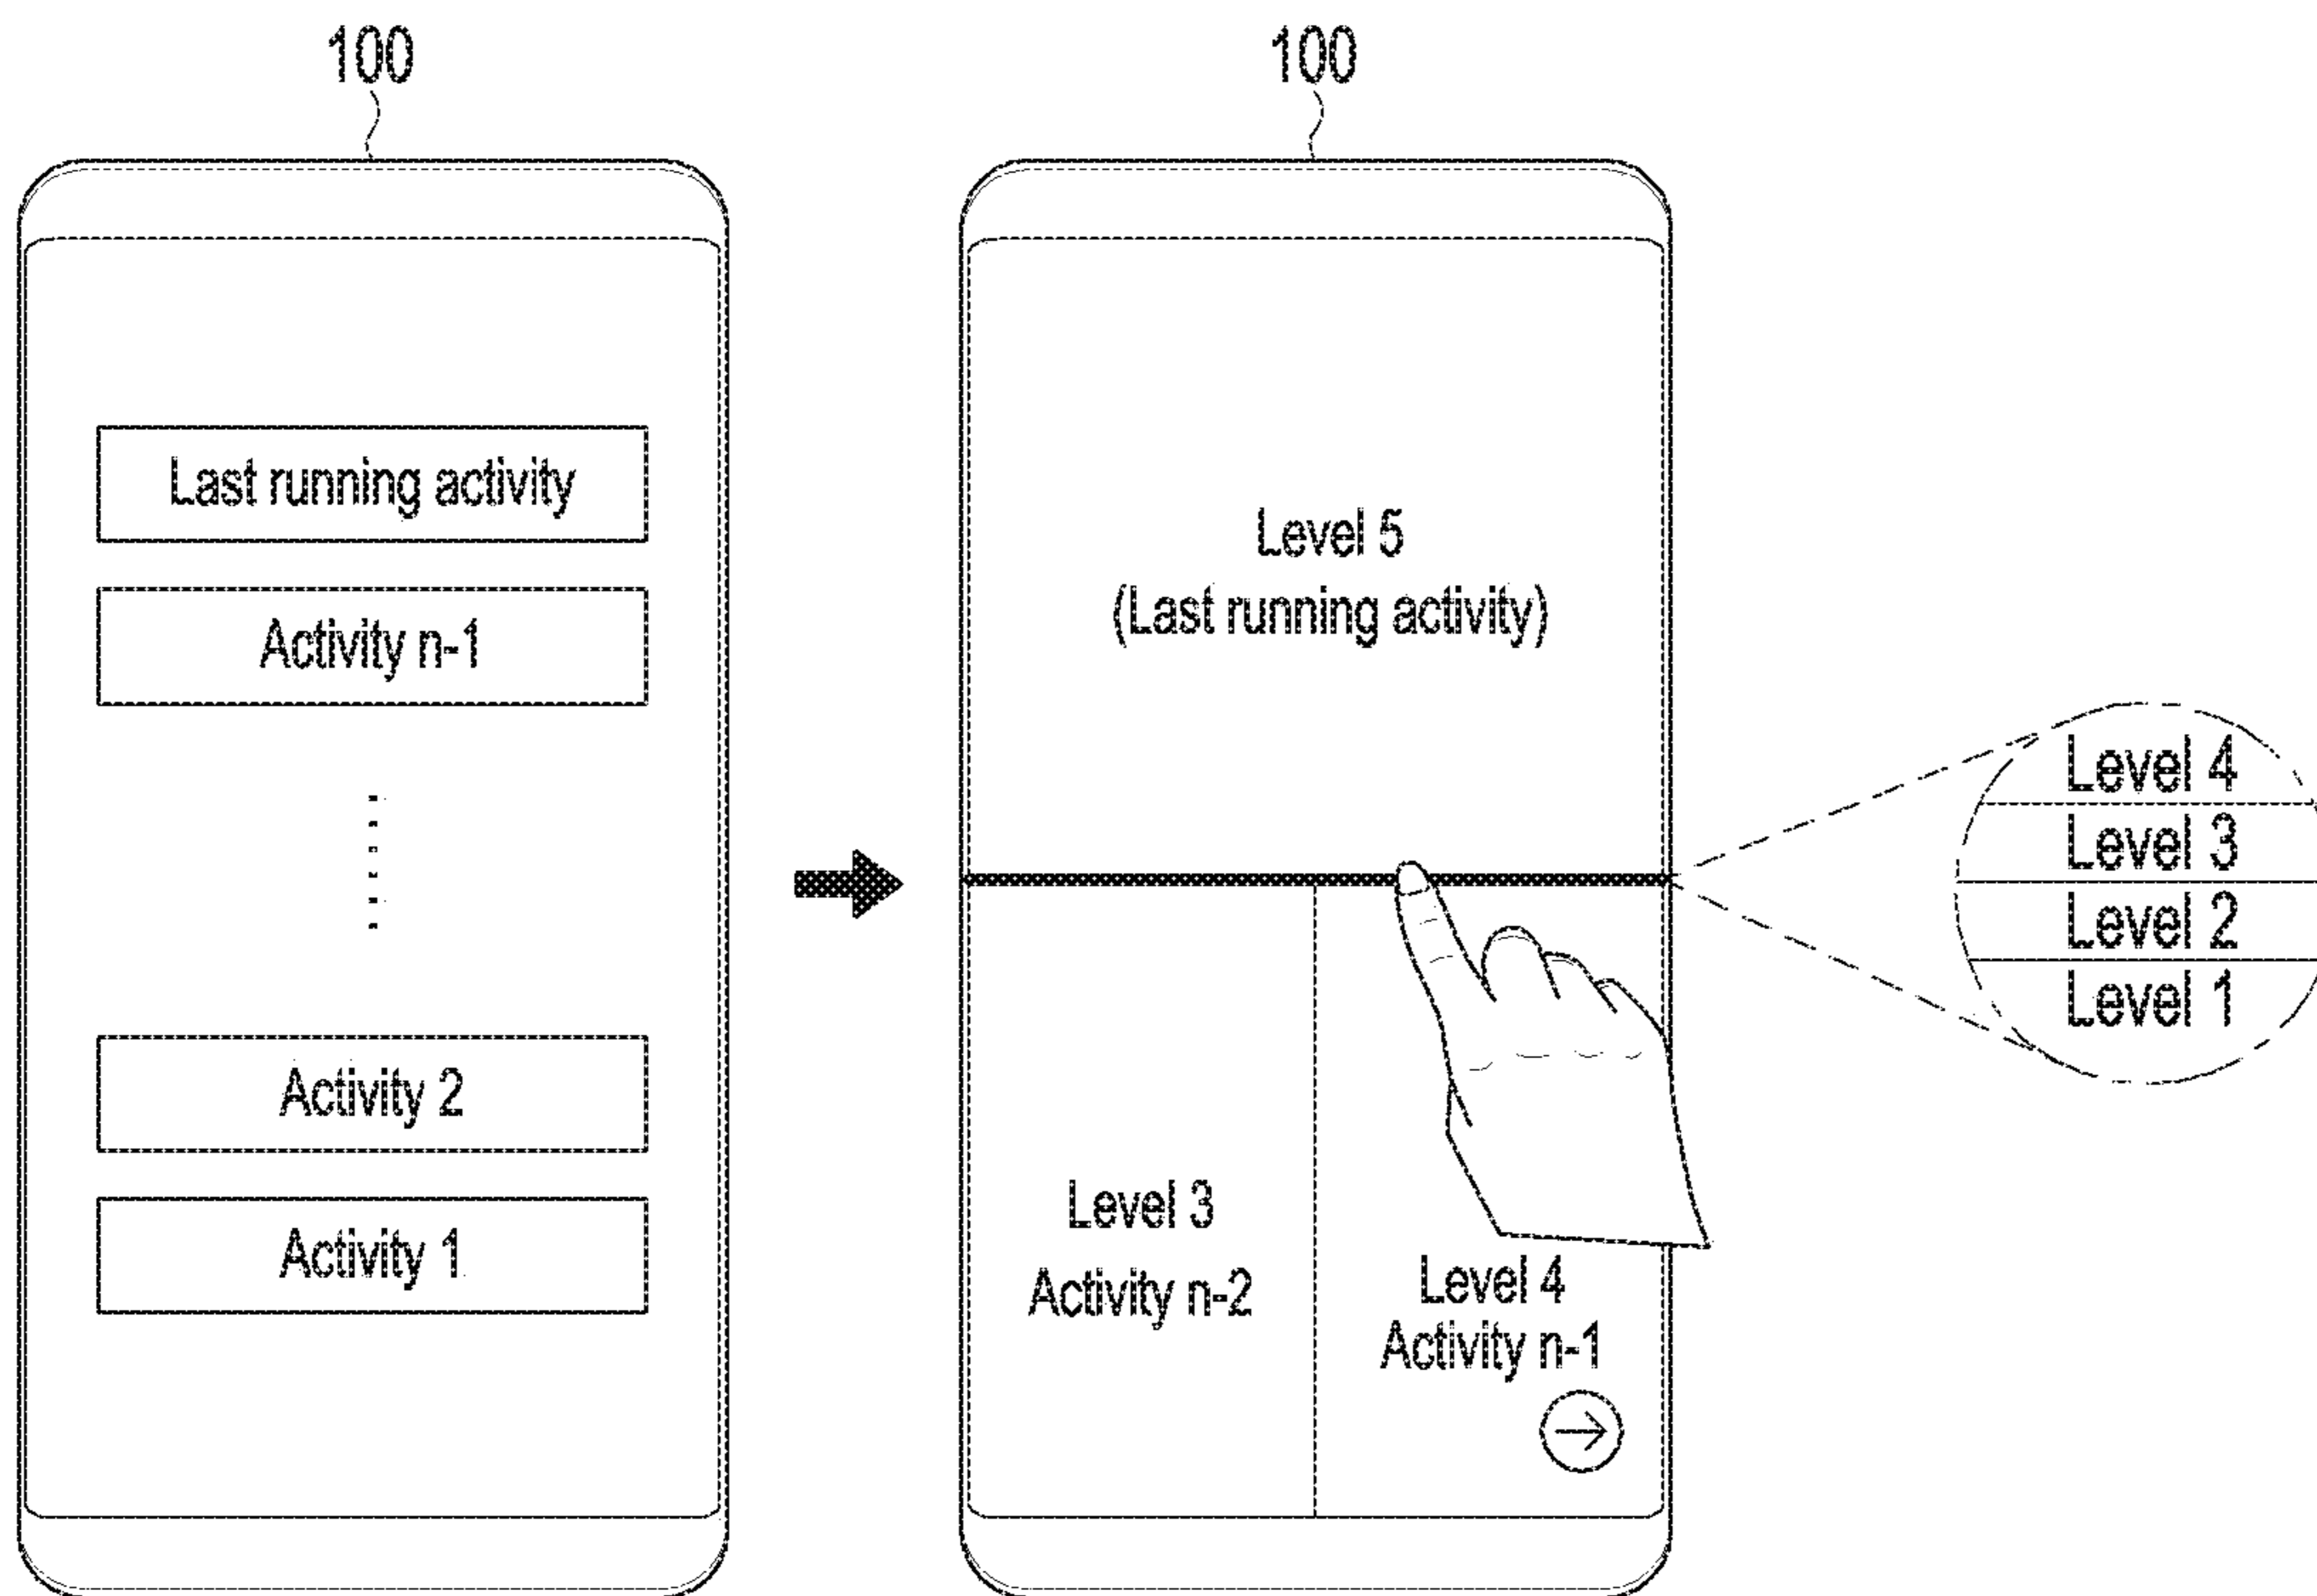 100
Last running activity
Activity n-1
Activity 2
Activity 1
100
Level 5
(Last running activity)
Level 3
Activity n-2
Level 4
Activity n-1
Level 4
Level 3
Level 2
Level 1